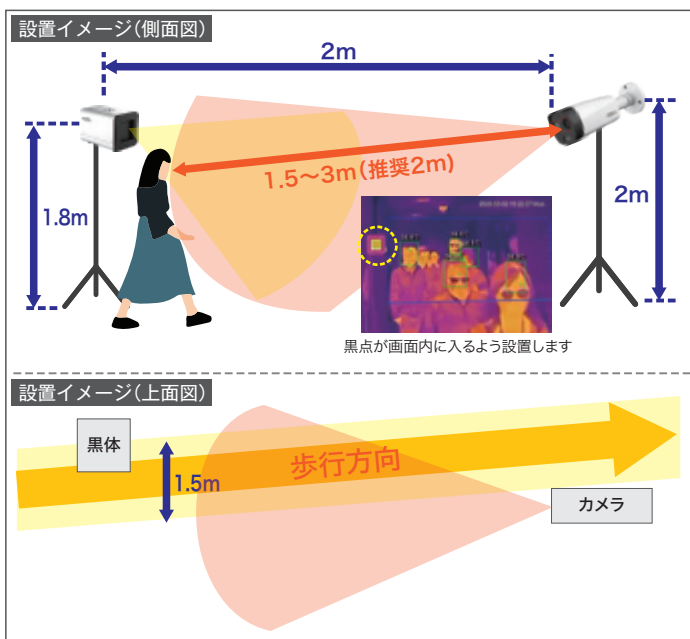 設置イメージ(側面図)
2m
1.8m
1.5〜3m(推奨2m)
2m
黒点が画面内に入るよう設置します
設置イメージ(上面図)
黒体
1.5m
歩行方向
カメラ